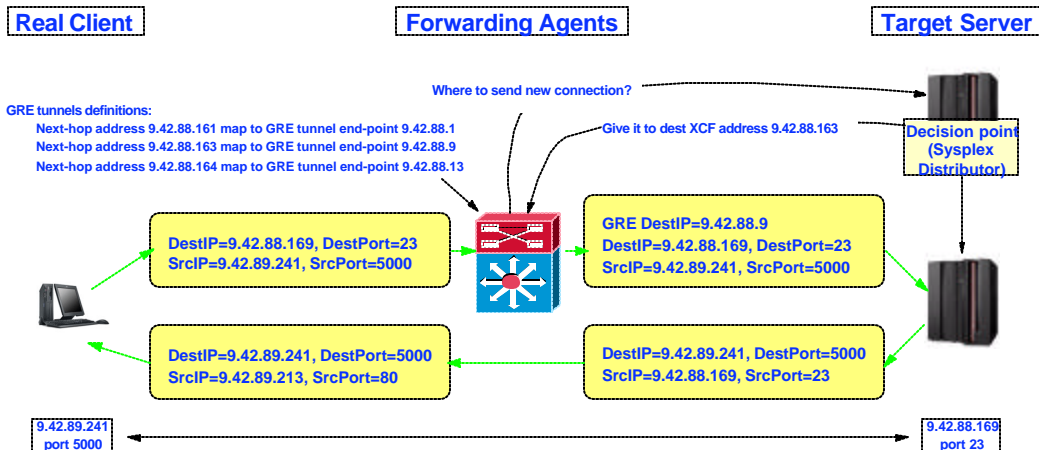 Real Client
Forwarding Agents
Target Server
Where to send new connection?
GRE tunnels definitions:
Next-hop address 9.42.88.161 map to GRE tunnel end-point 9.42.88.1
Next-hop address 9.42.88.163 map to GRE tunnel end-point 9.42.88.9
Next-hop address 9.42.88.164 map to GRE tunnel end-point 9.42.88.13
Give it to dest XCF address 9.42.88.163
Decision point
(Sysplex
Distributor)
DestIP=9.42.88.169, DestPort=23
SrcIP=9.42.89.241, SrcPort=5000
GRE DestIP=9.42.88.9
DestIP=9.42.88.169, DestPort=23
SrcIP=9.42.89.241, SrcPort=5000
DestIP=9.42.89.241, DestPort=5000
SrcIP=9.42.89.213, SrcPort=80
DestIP=9.42.89.241, DestPort=5000
SrcIP=9.42.88.169, SrcPort=23
9.42.89.241
port 5000
9.42.88.169
port 23